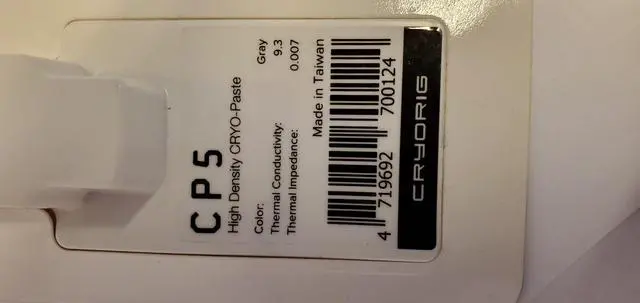 CP5
High Density CRYO-Paste
Color: Gray
Thermal Conductivity: 9.3
Thermal Impedance: 0.007
Made in Taiwan
4 719692 700124
CRYORIG